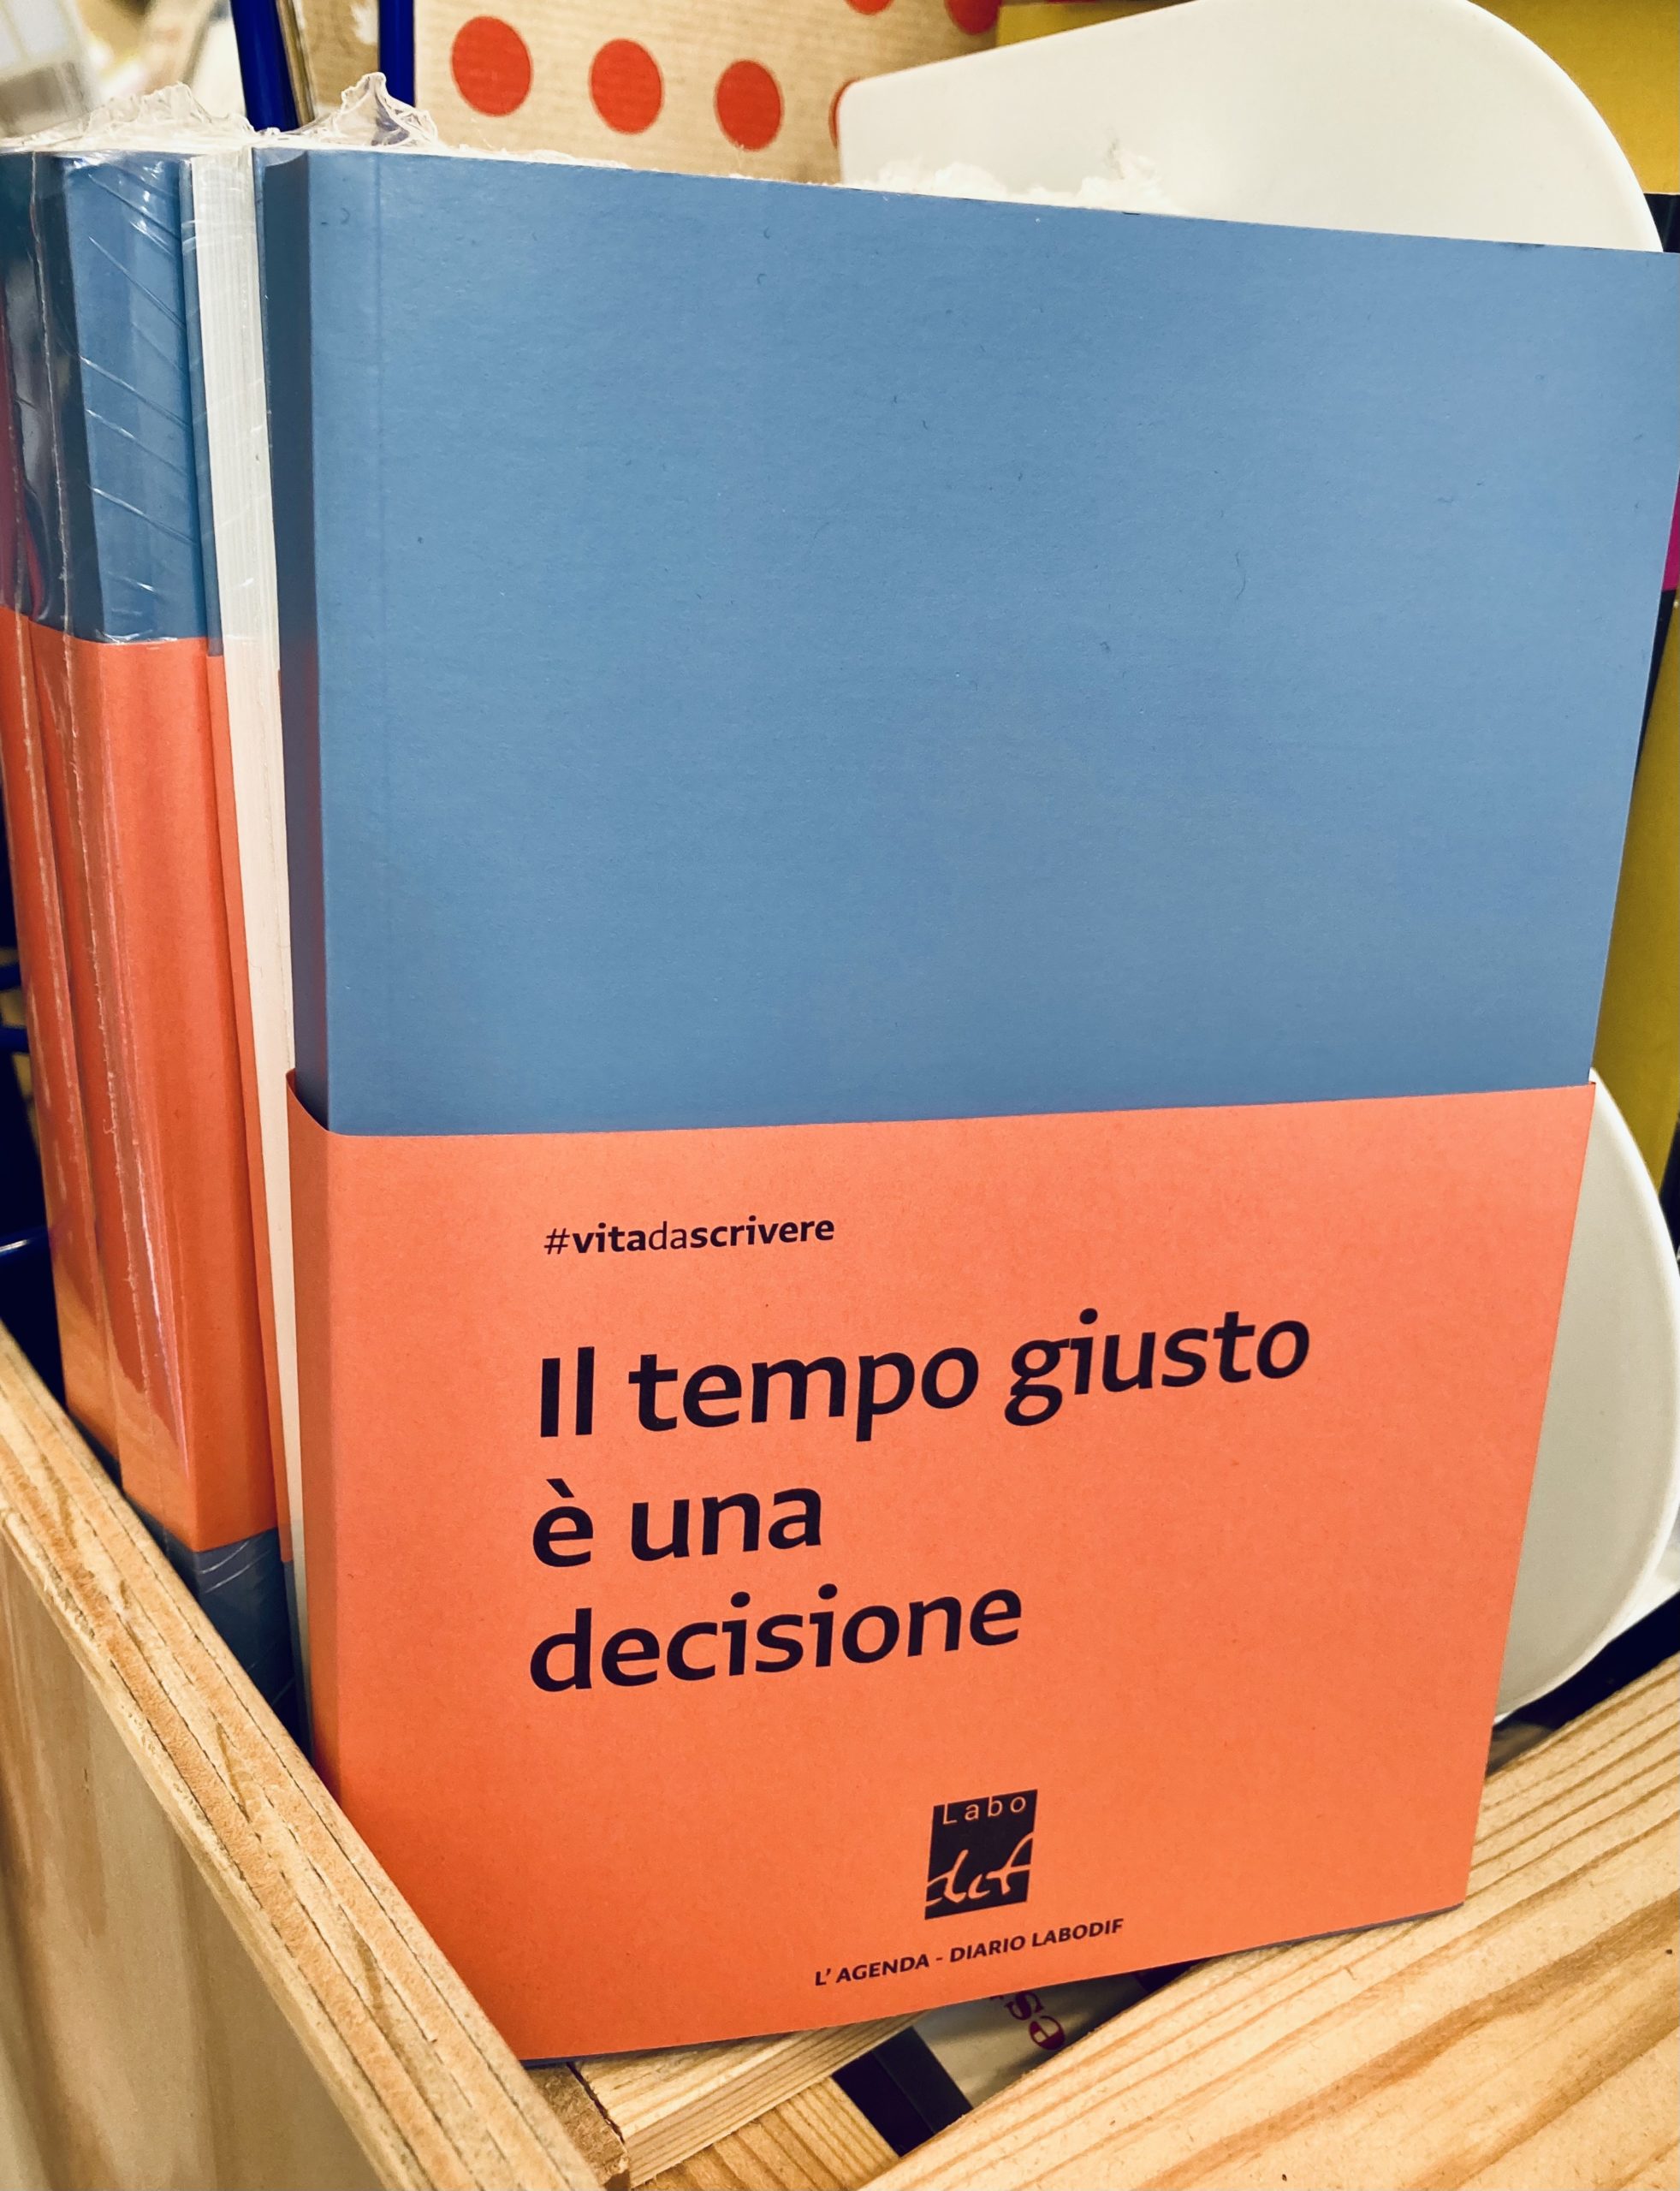 #vitadascrivere
Il tempo giusto
è una
decisione
Labo
dif
L' AGENDA - DIARIO LABODIF